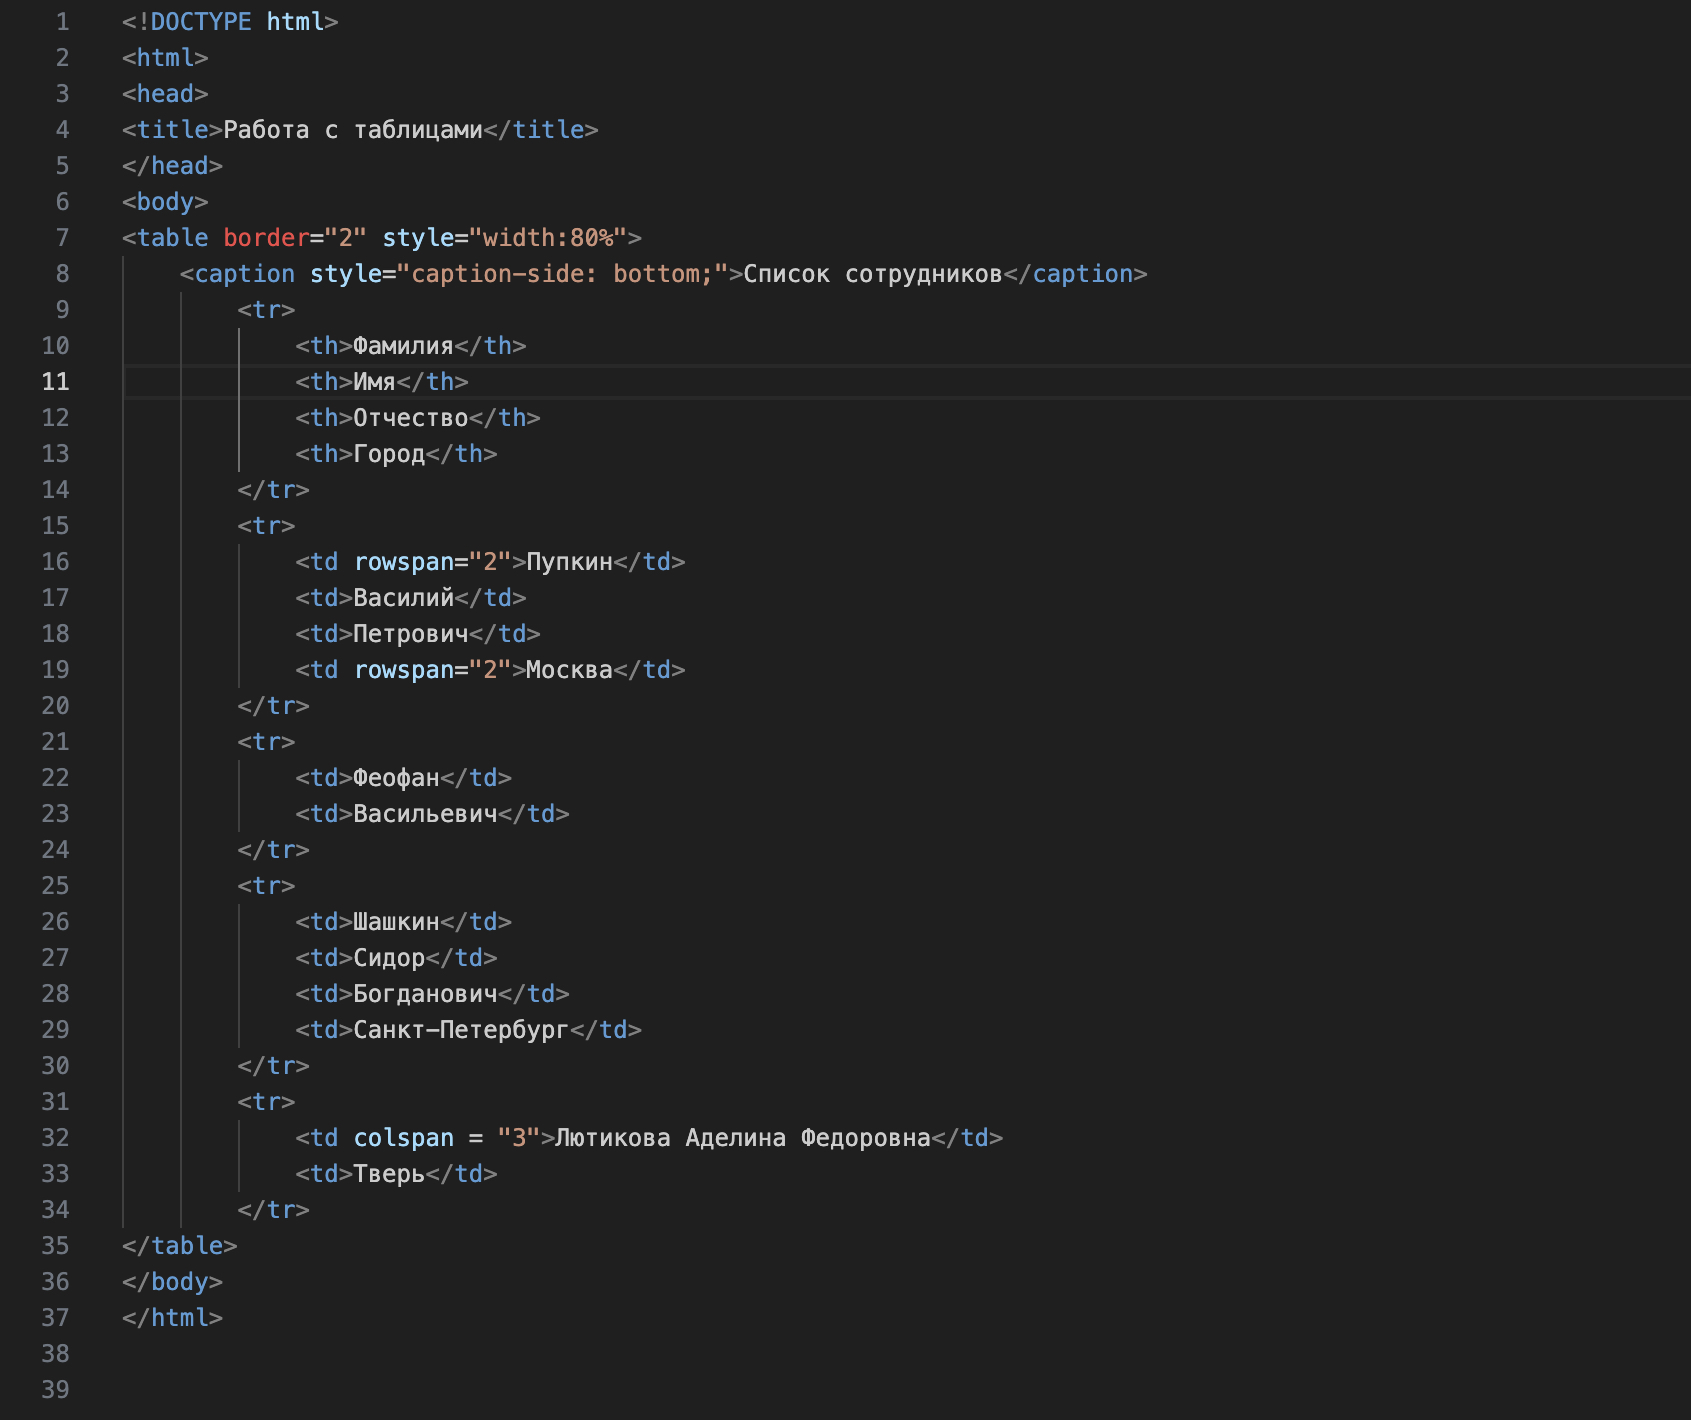 1 <!DOCTYPE html>
2 <html>
3 <head>
4 <title>Работа с таблицами</title>
5 </head>
6 <body>
7 <table border="2" style="width:80%">
8     <caption style="caption-side: bottom;">Список сотрудников</caption>
9         <tr>
10             <th>Фамилия</th>
11             <th>Имя</th>
12             <th>Отчество</th>
13             <th>Город</th>
14         </tr>
15         <tr>
16             <td rowspan="2">Пупкин</td>
17             <td>Василий</td>
18             <td>Петрович</td>
19             <td rowspan="2">Москва</td>
20         </tr>
21         <tr>
22             <td>Феофан</td>
23             <td>Васильевич</td>
24         </tr>
25         <tr>
26             <td>Шашкин</td>
27             <td>Сидор</td>
28             <td>Богданович</td>
29             <td>Санкт-Петербург</td>
30         </tr>
31         <tr>
32             <td colspan = "3">Лютикова Аделина Федоровна</td>
33             <td>Тверь</td>
34         </tr>
35 </table>
36 </body>
37 </html>
38
39